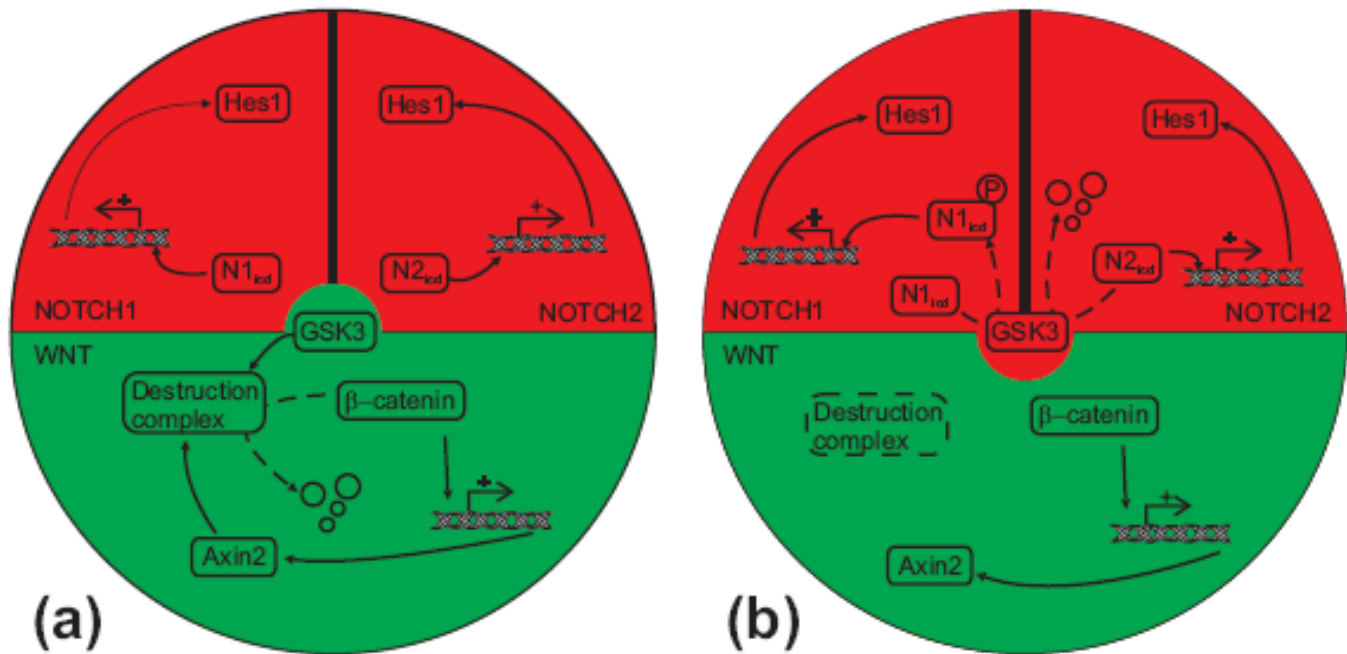 Hes1
Hes1
+
+
N1icd
N2icd
NOTCH1
NOTCH2
GSK3
WNT
Destruction
complex
β–catenin
+
Axin2
(a)
Hes1
Hes1
P
N1icd
+
N2icd
+
N1icd
NOTCH1
NOTCH2
GSK3
WNT
Destruction
complex
β–catenin
+
Axin2
(b)